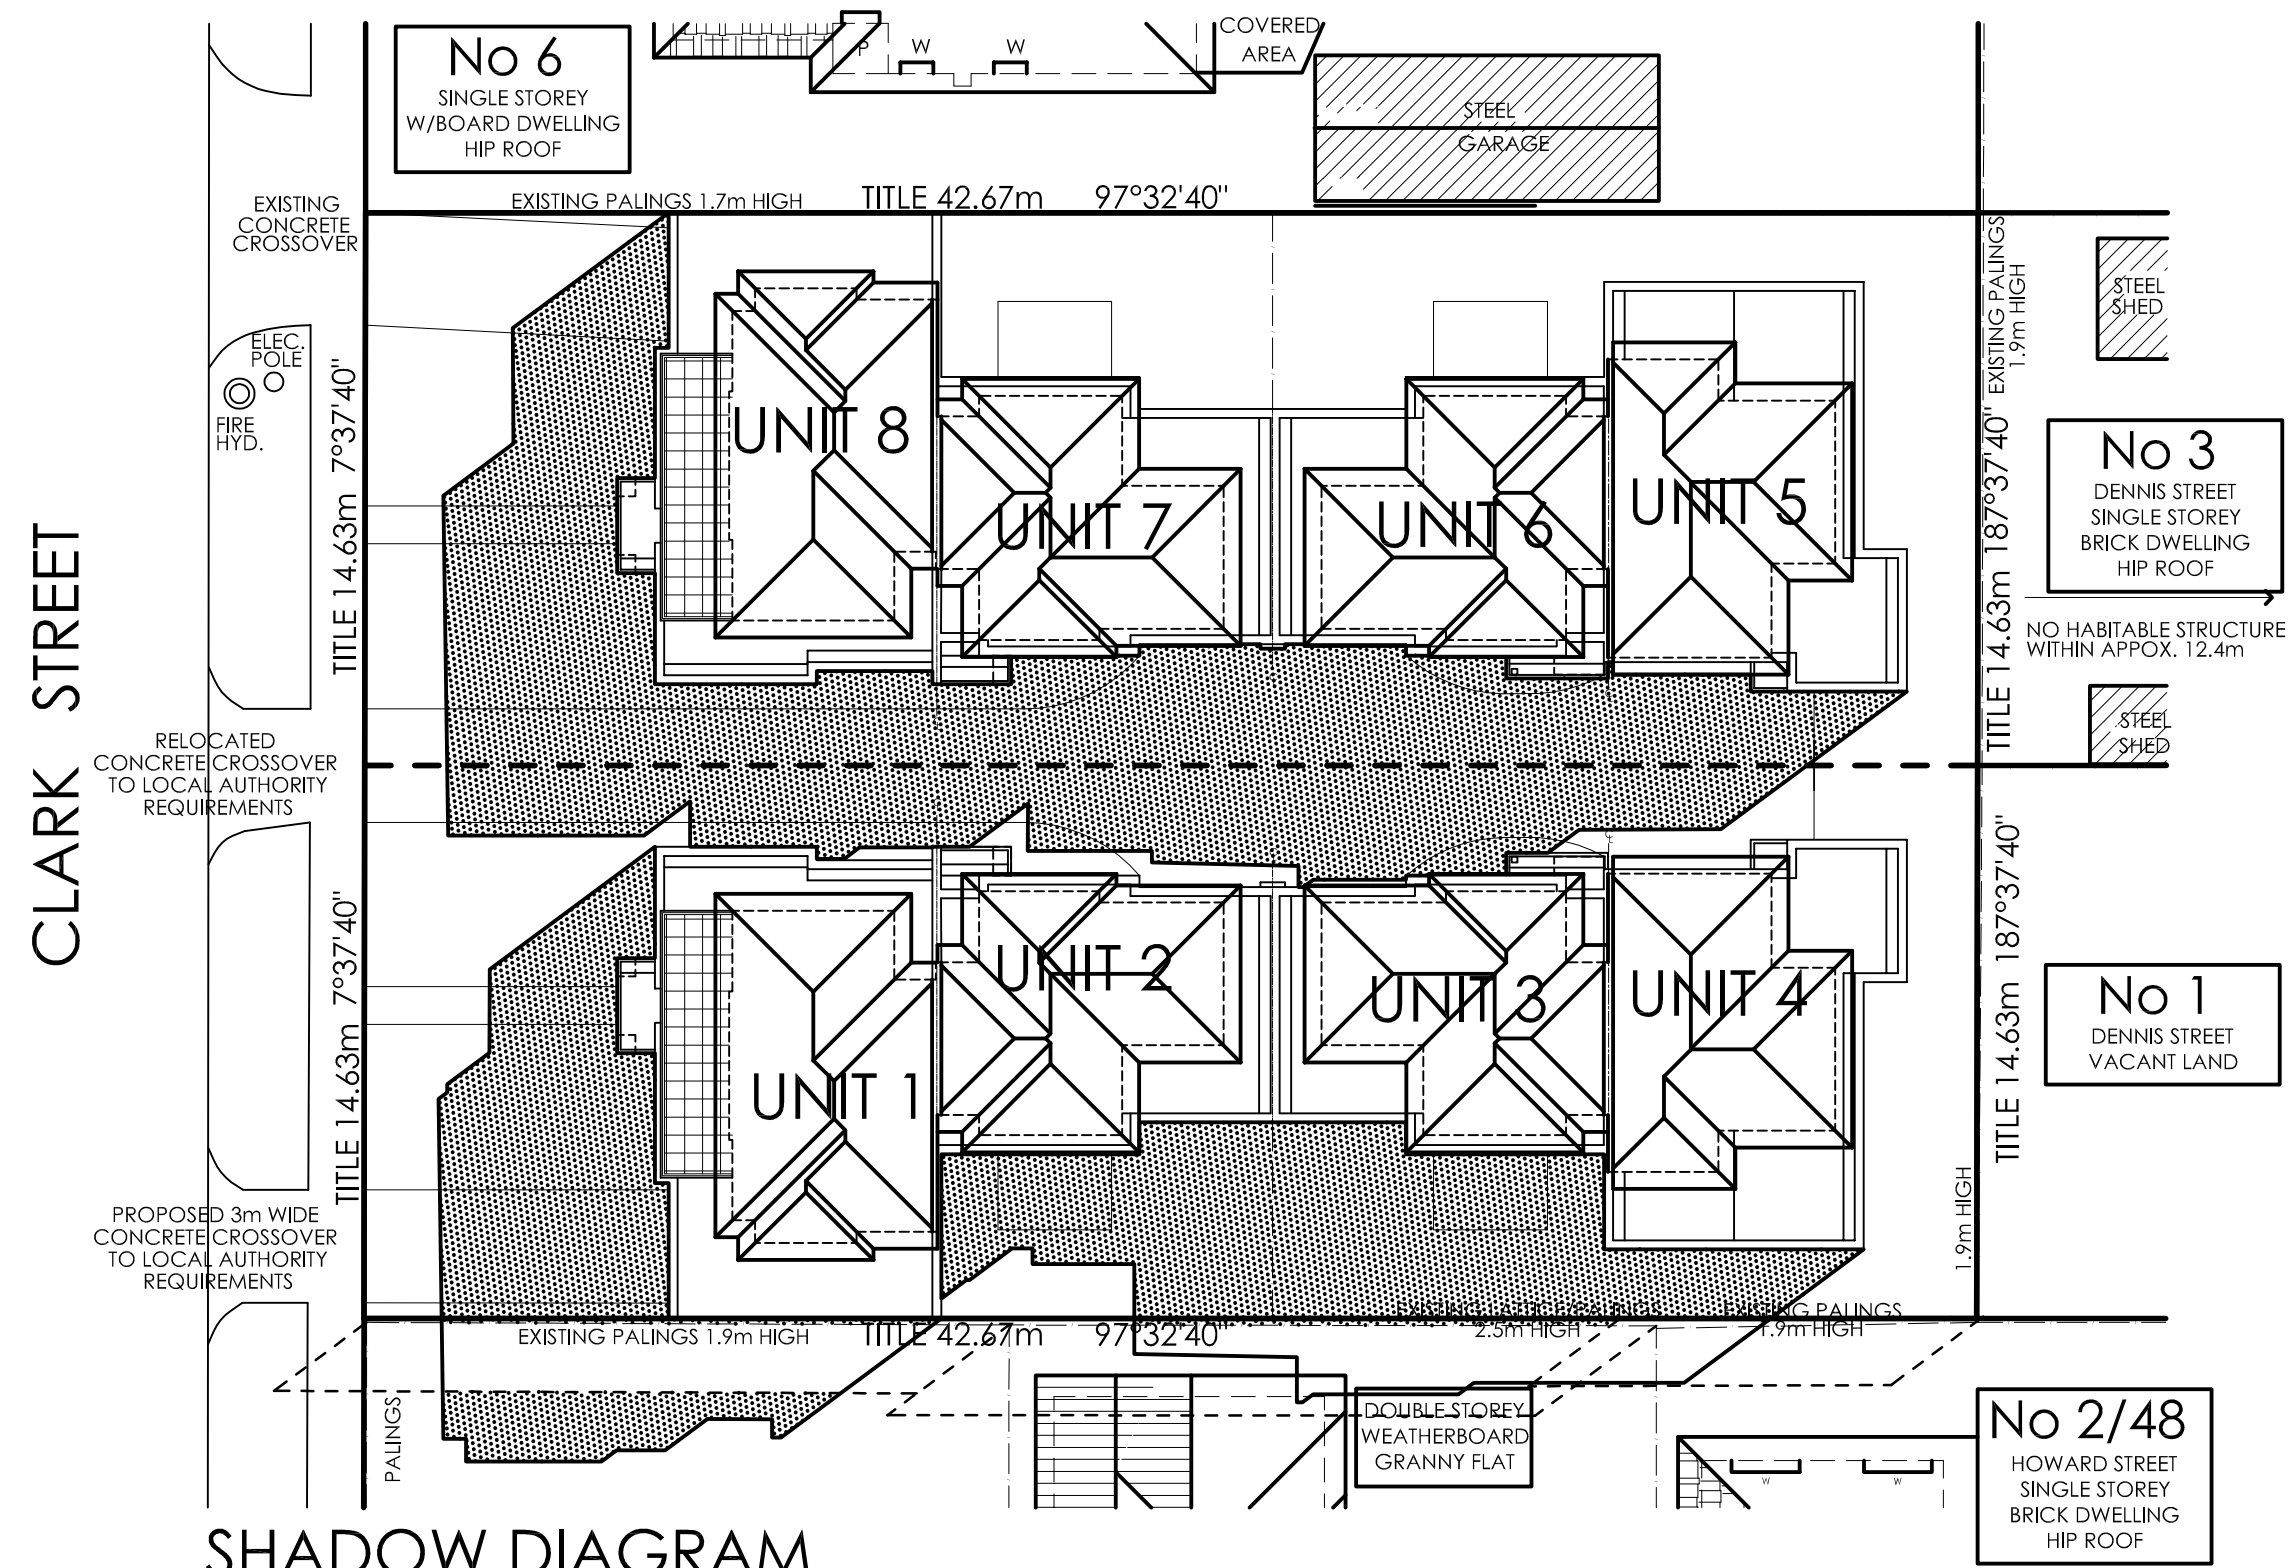 COVERED
AREA
No 6
SINGLE STOREY
W/BOARD DWELLING
HIP ROOF
P
W
W
STEEL
GARAGE
EXISTING PALINGS 1.7m HIGH
TITLE 42.67m 97°32'40"
EXISTING
CONCRETE
CROSSOVER
EXISTING PALINGS
1.9m HIGH
STEEL
SHED
ELEC.
POLE
FIRE
HYD.
TITLE 14.63m 7°37'40"
UNIT 8
UNIT 7
UNIT 6
UNIT 5
TITLE 14.63m 187°37'40"
No 3
DENNIS STREET
SINGLE STOREY
BRICK DWELLING
HIP ROOF
NO HABITABLE STRUCTURE
WITHIN APPOX. 12.4m
CLARK STREET
RELOCATED
CONCRETE CROSSOVER
TO LOCAL AUTHORITY
REQUIREMENTS
STEEL
SHED
TITLE 14.63m 7°37'40"
UNIT 1
UNIT 2
UNIT 3
UNIT 4
TITLE 14.63m 187°37'40"
No 1
DENNIS STREET
VACANT LAND
1.9m HIGH
PROPOSED 3m WIDE
CONCRETE CROSSOVER
TO LOCAL AUTHORITY
REQUIREMENTS
EXISTING PALINGS 1.9m HIGH
TITLE 42.67m 97°32'40"
EXISTING LATTICE/PALINGS
2.5m HIGH
EXISTING PALINGS
1.9m HIGH
PALINGS
DOUBLE STOREY
WEATHERBOARD
GRANNY FLAT
W
W
No 2/48
HOWARD STREET
SINGLE STOREY
BRICK DWELLING
HIP ROOF
SHADOW DIAGRAM